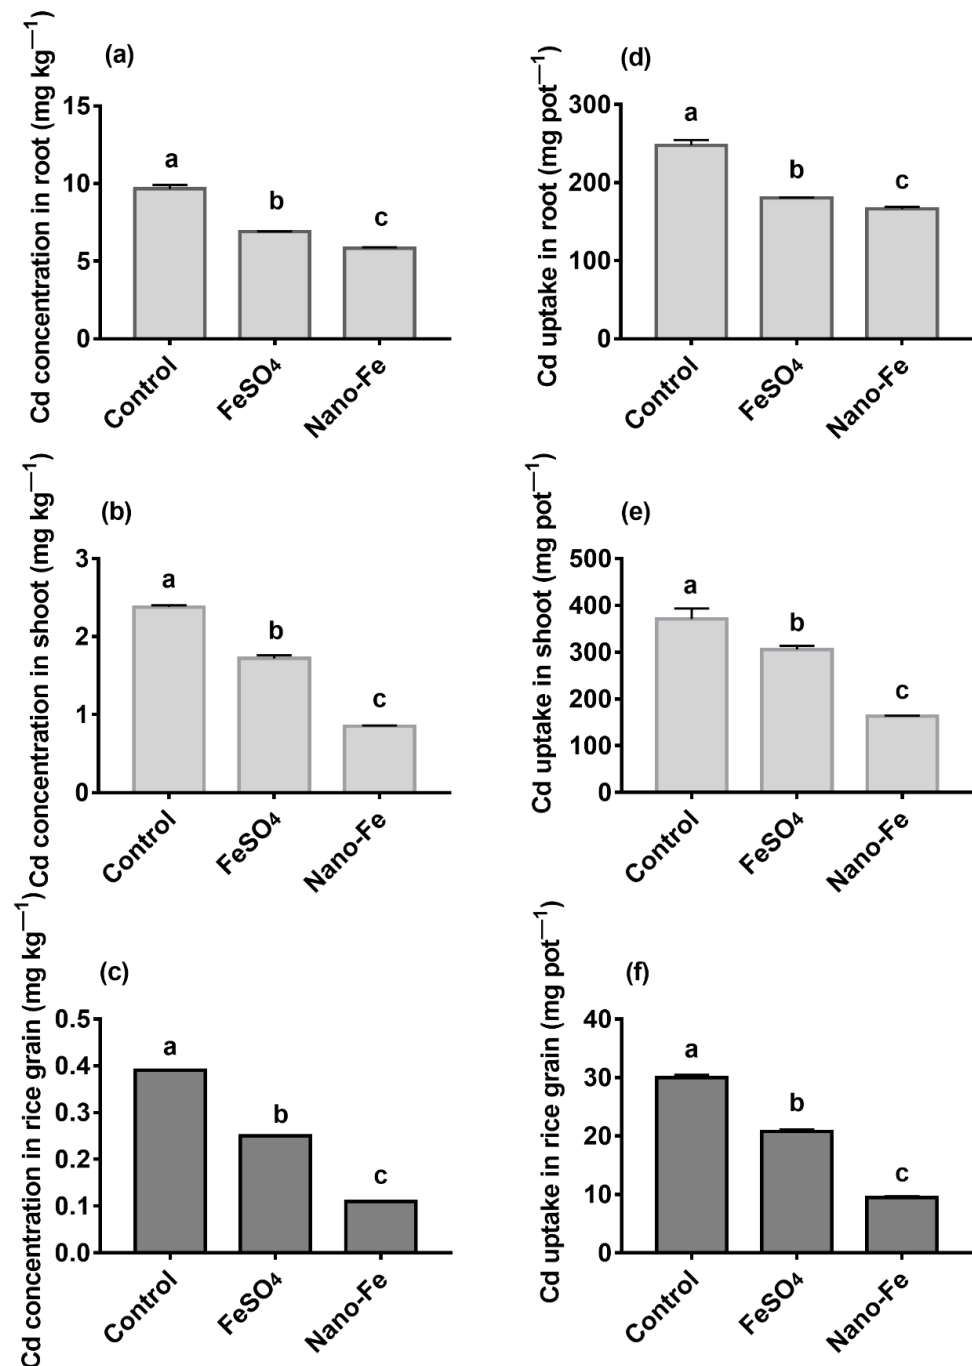 (a)
Cd concentration in root (mg kg—1)
15
10
5
0
a
b
c
Control
FeSO4
Nano-Fe
(d)
Cd uptake in root (mg pot—1)
300
200
100
0
a
b
c
Control
FeSO4
Nano-Fe
(b)
Cd concentration in shoot (mg kg—1)
3
2
1
0
a
b
c
Control
FeSO4
Nano-Fe
(e)
Cd uptake in shoot (mg pot—1)
500
400
300
200
100
0
a
b
c
Control
FeSO4
Nano-Fe
(c)
Cd concentration in rice grain (mg kg—1)
0.5
0.4
0.3
0.2
0.1
0.0
a
b
c
Control
FeSO4
Nano-Fe
(f)
Cd uptake in rice grain (mg pot—1)
40
30
20
10
0
a
b
c
Control
FeSO4
Nano-Fe